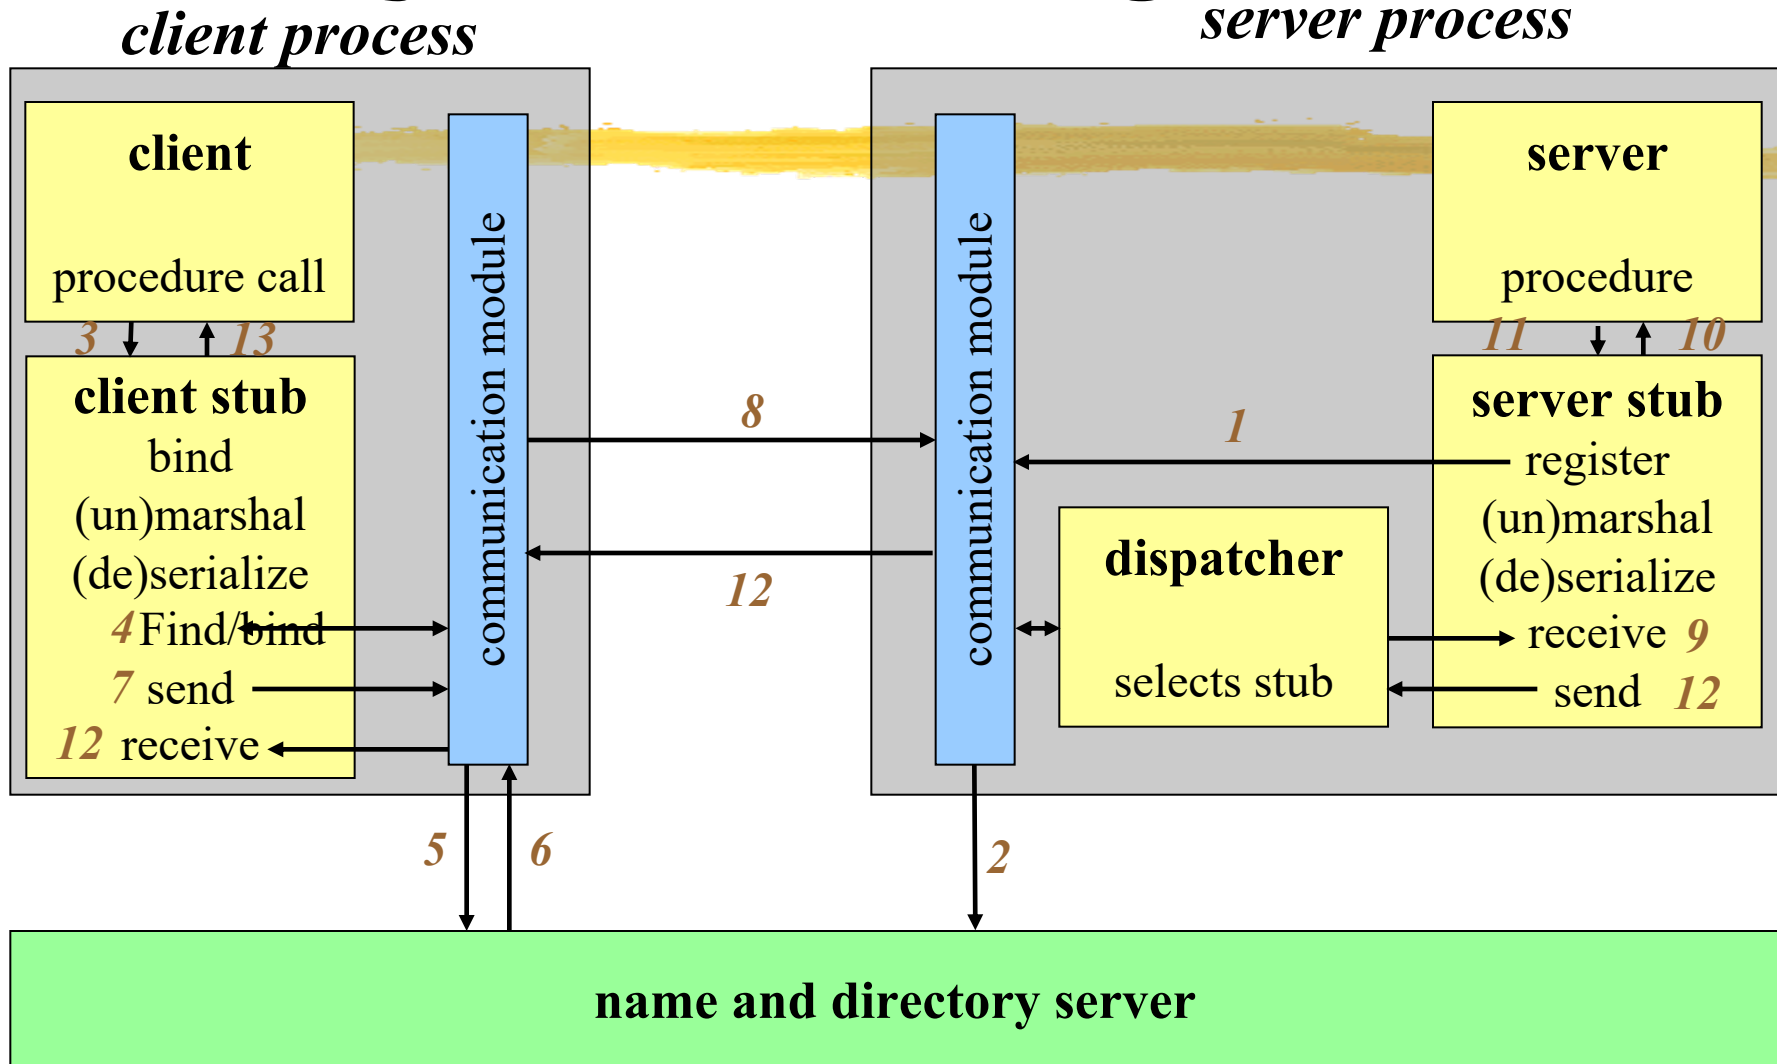 client process
server process
client
procedure call
3 13
client stub
bind
(un)marshal
(de)serialize
4 Find/bind
7 send
12 receive
communication module
8
12
5 6
communication module
1
2
dispatcher
selects stub
server
procedure
11 10
server stub
register
(un)marshal
(de)serialize
receive 9
send 12
name and directory server